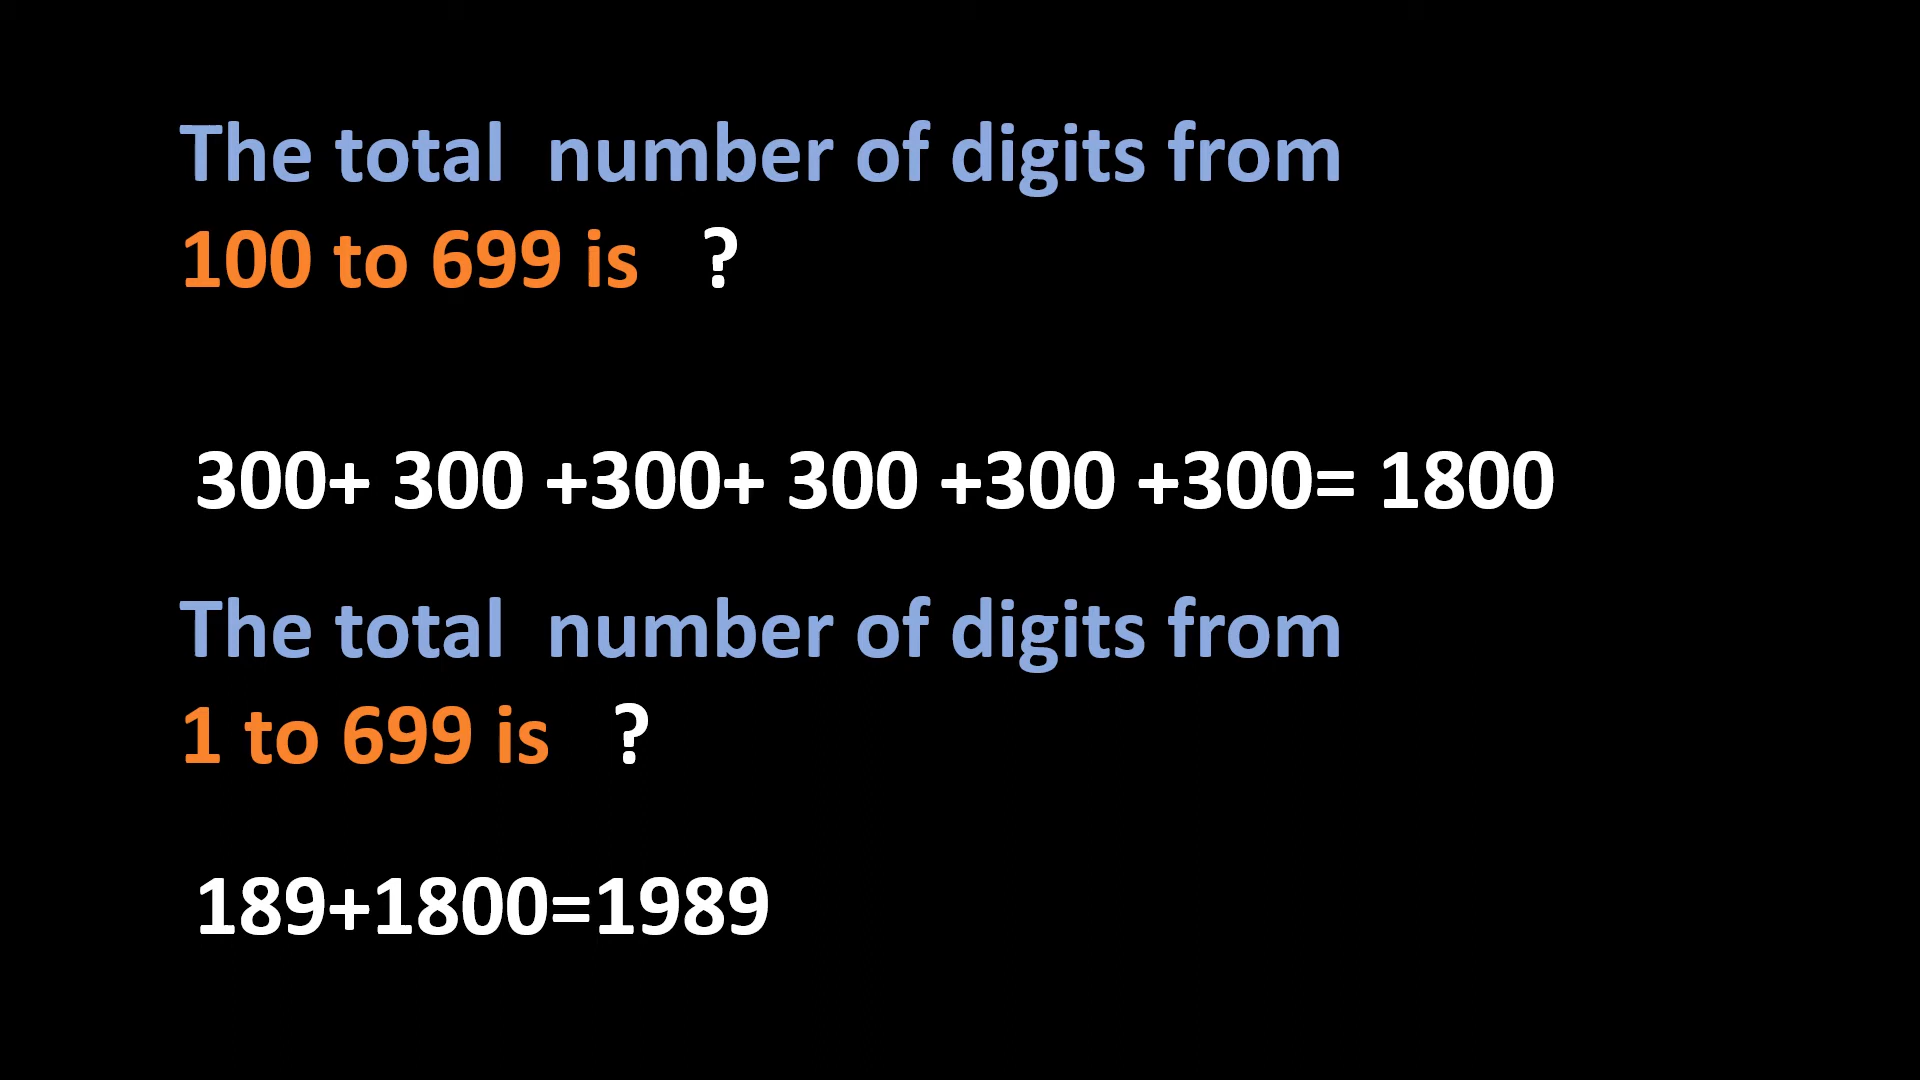 The total  number of digits from
100 to 699 is   ?
300+ 300 +300+ 300 +300 +300= 1800
The total  number of digits from
1 to 699 is   ?
189+1800=1989